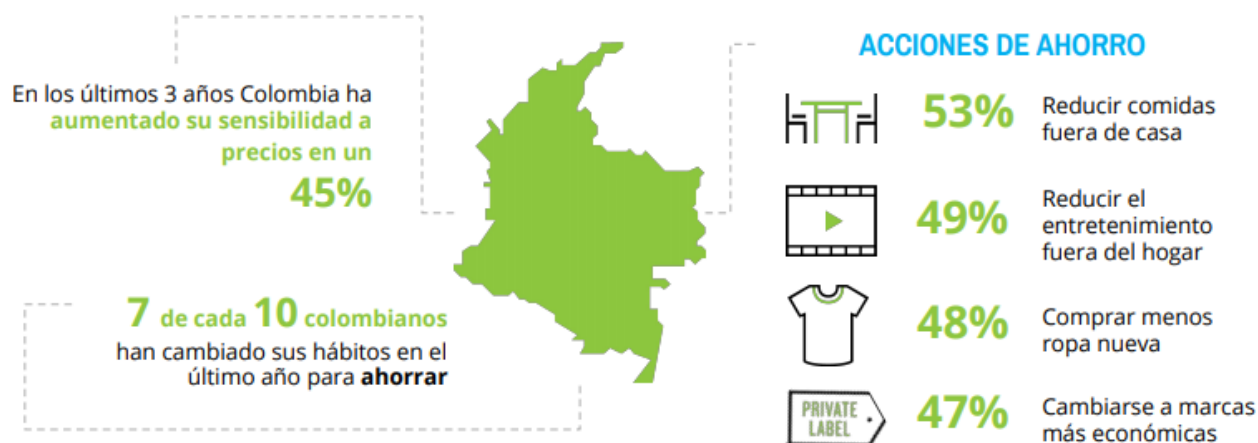 En los últimos 3 años Colombia ha
aumentado su sensibilidad a
precios en un
45%
7 de cada 10 colombianos
han cambiado sus hábitos en el
último año para ahorrar
ACCIONES DE AHORRO
53% Reducir comidas
fuera de casa
49% Reducir el
entretenimiento
fuera del hogar
48% Comprar menos
ropa nueva
PRIVATE
LABEL
47% Cambiarse a marcas
más económicas